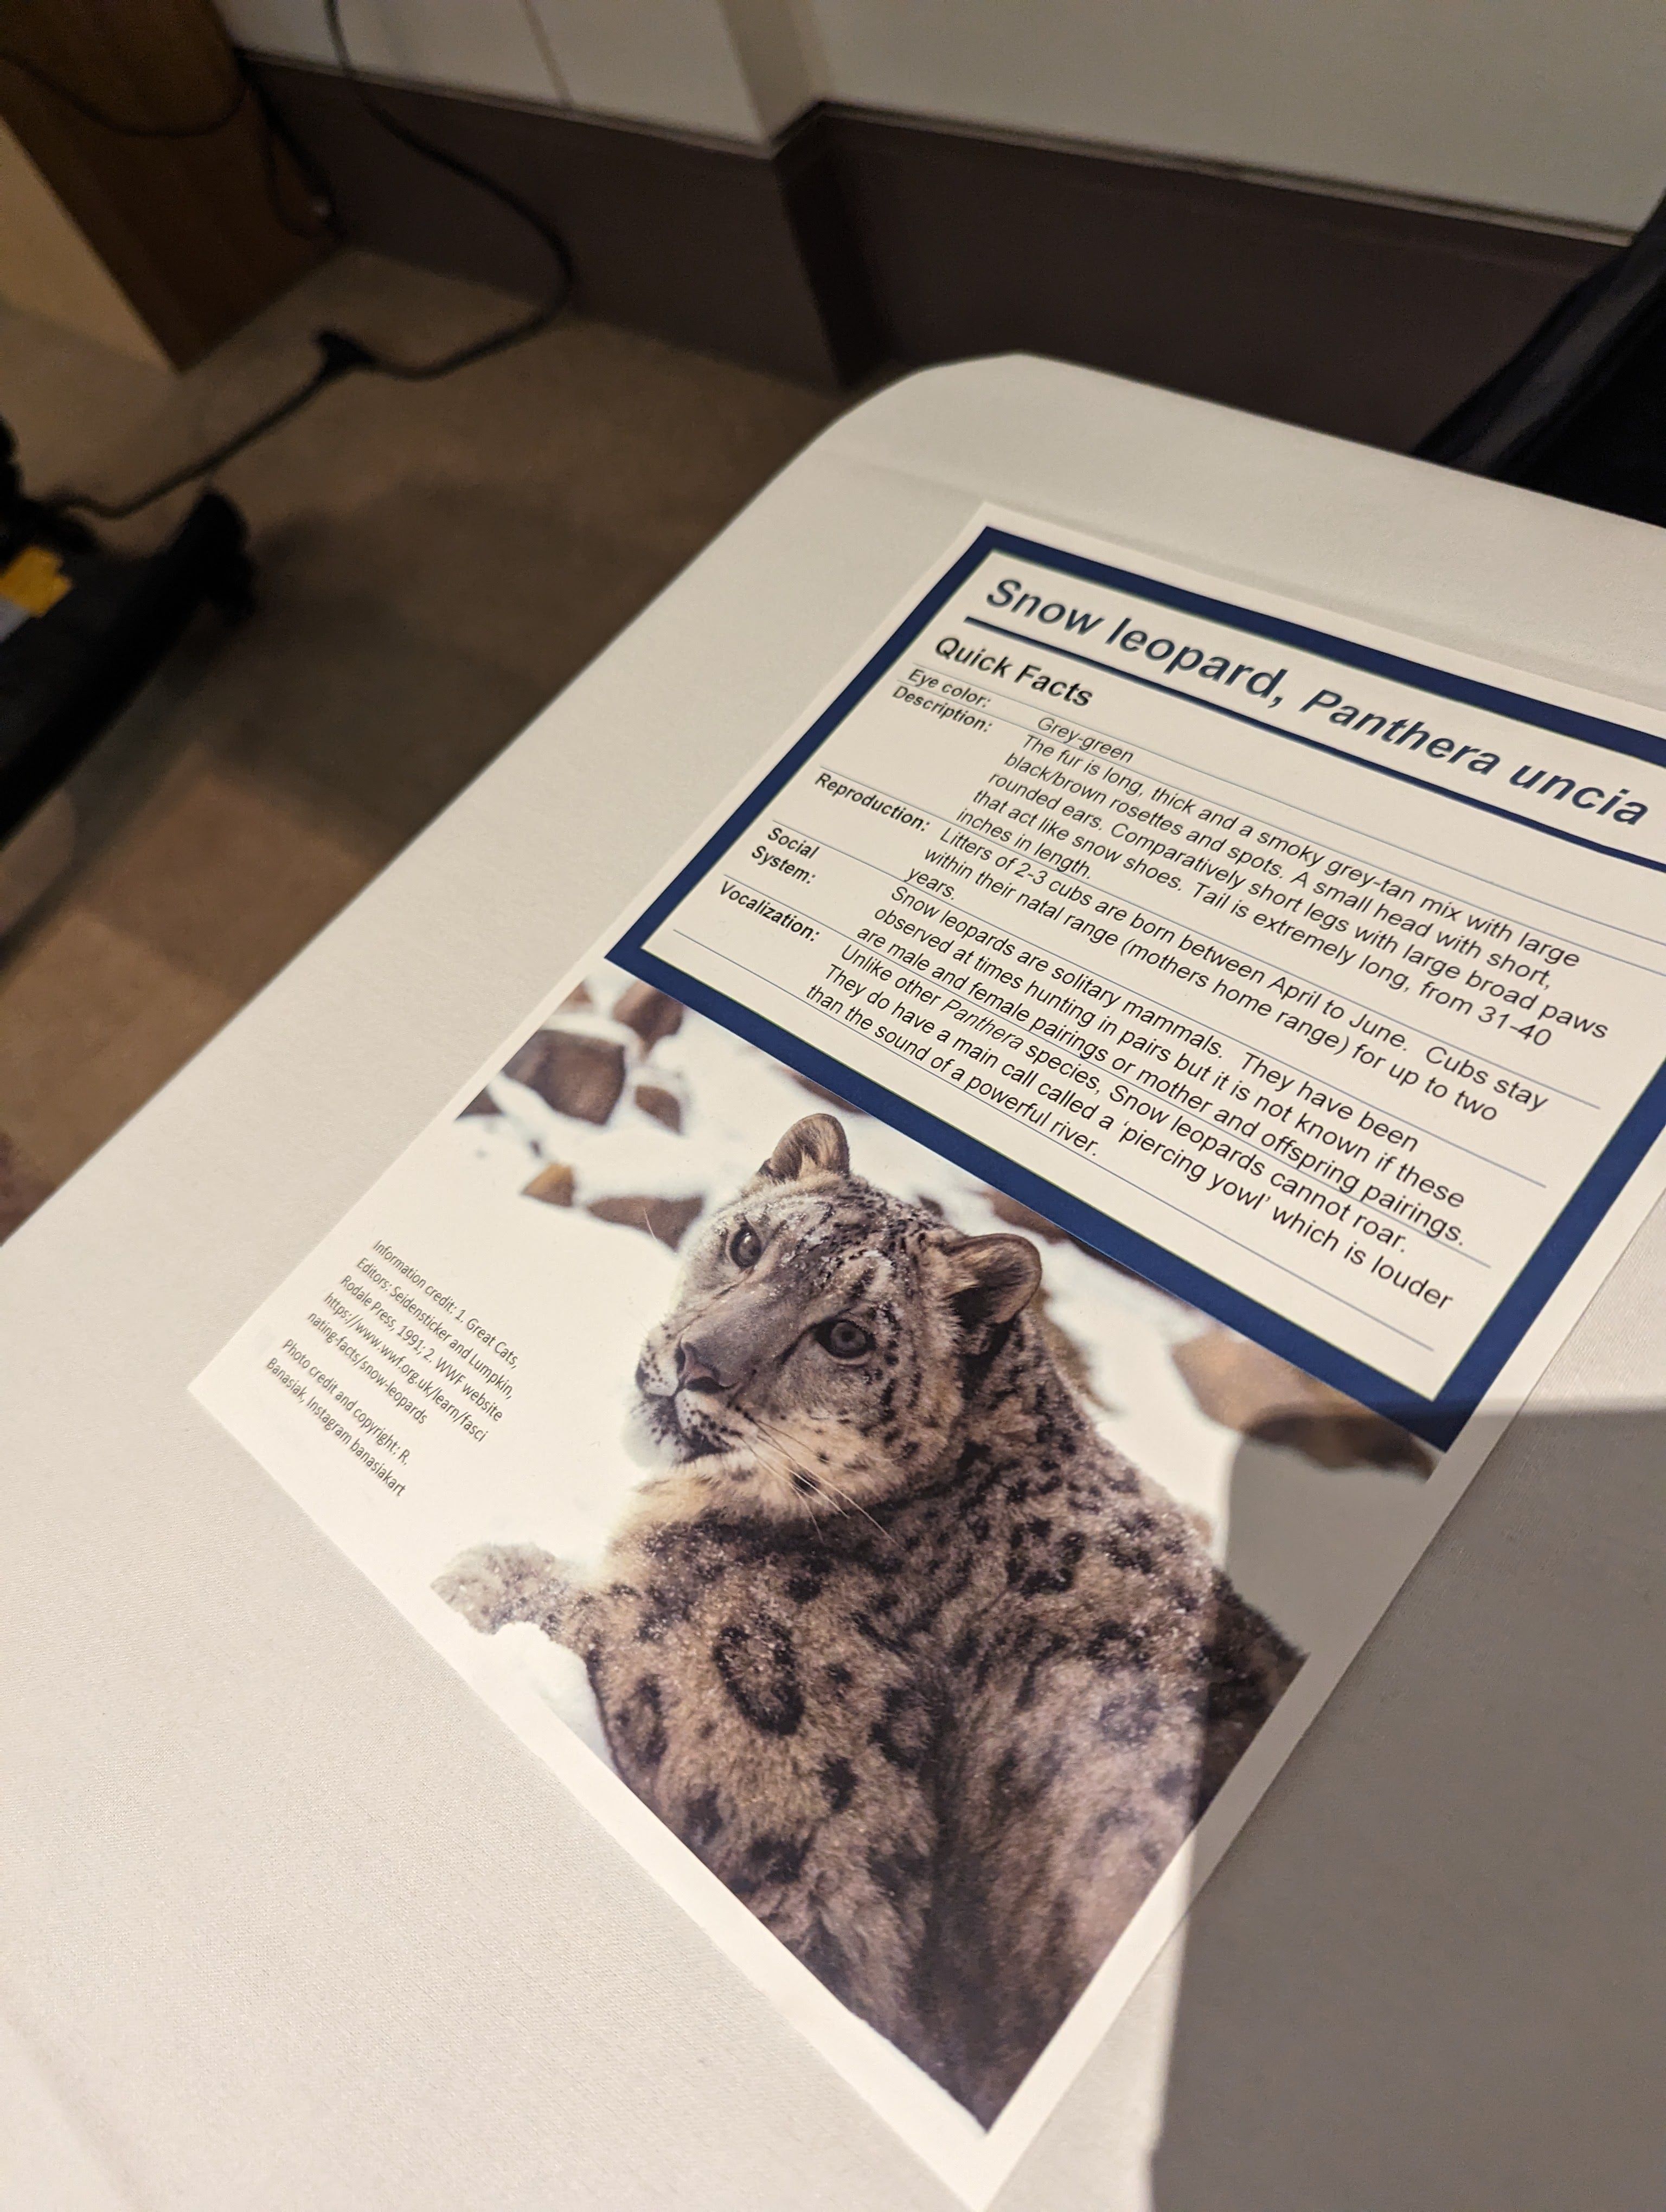 Snow leopard, Panthera uncia
Quick Facts
Eye color: Grey-green
Description: The fur is long, thick and a smoky grey-tan mix with large
black/brown rosettes and spots. A small head with short,
rounded ears. Comparatively short legs with large broad paws
that act like snow shoes. Tail is extremely long, from 31-40
inches in length.
Reproduction: Litters of 2-3 cubs are born between April to June. Cubs stay
within their natal range (mothers home range) for up to two
years.
Social
System:
Snow leopards are solitary mammals. They have been
observed at times hunting in pairs but it is not known if these
are male and female pairings or mother and offspring pairings.
Vocalization: Unlike other Panthera species, Snow leopards cannot roar.
They do have a main call called a 'piercing yowl' which is louder
than the sound of a powerful river.
Information credit: 1. Great Cats,
Editors: Seidensticker and Lumpkin,
Rodale Press, 1991; 2. WWF website
https://www.wwf.org.uk/learn/fasci
nating-facts/snow-leopards
Photo credit and copyright: R.
Banasiak, Instagram banasiakart